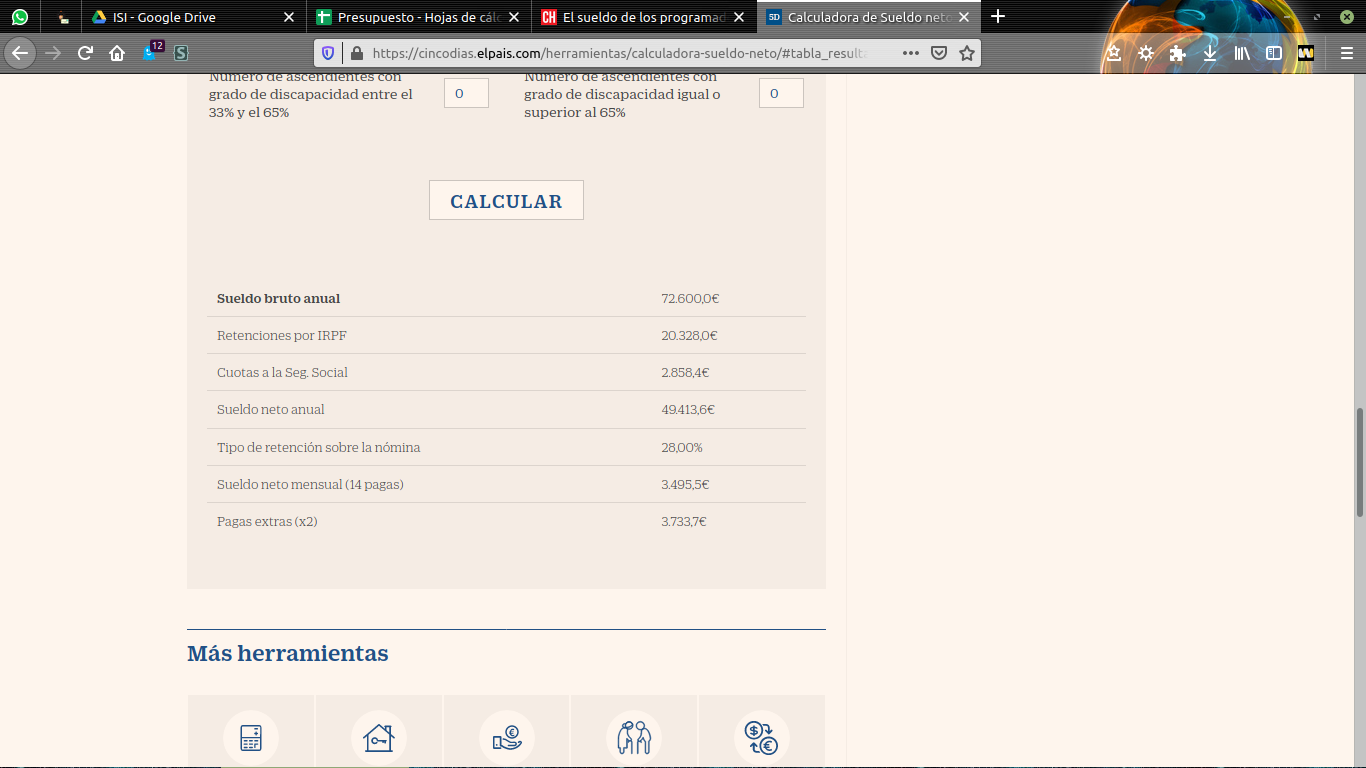 ISI - Google Drive
Presupuesto - Hojas de cálc
CH El sueldo de los programad
5D Calculadora de Sueldo neto
12
S
https://cincodias.elpais.com/herramientas/calculadora-sueldo-neto/#tabla_resulta
Número de ascendientes con
grado de discapacidad entre el
33% y el 65%
0
Número de ascendientes con
grado de discapacidad igual o
superior al 65%
0
CALCULAR
Sueldo bruto anual 72.600,0€
Retenciones por IRPF 20.328,0€
Cuotas a la Seg. Social 2.858,4€
Sueldo neto anual 49.413,6€
Tipo de retención sobre la nómina 28,00%
Sueldo neto mensual (14 pagas) 3.495,5€
Pagas extras (x2) 3.733,7€
Más herramientas